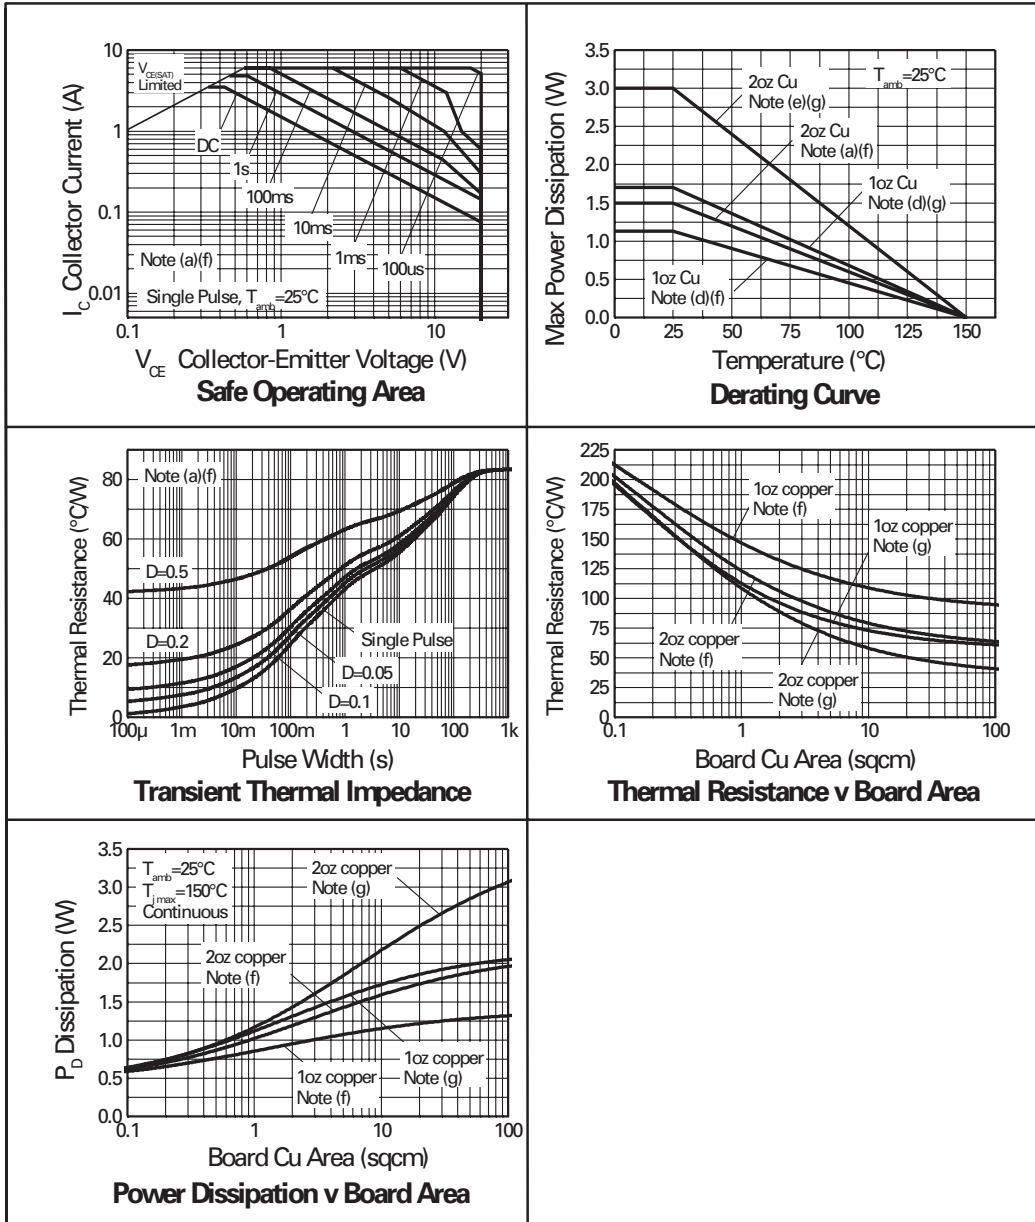 10
1
0.1
0.01
I_C Collector Current (A)
V_CE(SAT)
Limited
DC
1s
100ms
10ms
1ms
100us
Note (a)(f)
Single Pulse, T_amb=25°C
0.1
1
10
V_CE Collector-Emitter Voltage (V)
Safe Operating Area
3.5
3.0
2.5
2.0
1.5
1.0
0.5
0.0
Max Power Dissipation (W)
T_amb=25°C
2oz Cu
Note (e)(g)
2oz Cu
Note (a)(f)
1oz Cu
Note (d)(g)
1oz Cu
Note (d)(f)
0
25
50
75
100
125
150
Temperature (°C)
Derating Curve
80
60
40
20
0
Thermal Resistance (°C/W)
Note (a)(f)
D=0.5
D=0.2
Single Pulse
D=0.05
D=0.1
100µ
1m
10m
100m
1
10
100
1k
Pulse Width (s)
Transient Thermal Impedance
225
200
175
150
125
100
75
50
25
0
Thermal Resistance (°C/W)
1oz copper
Note (f)
1oz copper
Note (g)
2oz copper
Note (f)
2oz copper
Note (g)
0.1
1
10
100
Board Cu Area (sqcm)
Thermal Resistance v Board Area
3.5
3.0
2.5
2.0
1.5
1.0
0.5
0.0
P_D Dissipation (W)
T_amb=25°C
T_jmax=150°C
Continuous
2oz copper
Note (g)
2oz copper
Note (f)
1oz copper
Note (g)
1oz copper
Note (f)
0.1
1
10
100
Board Cu Area (sqcm)
Power Dissipation v Board Area